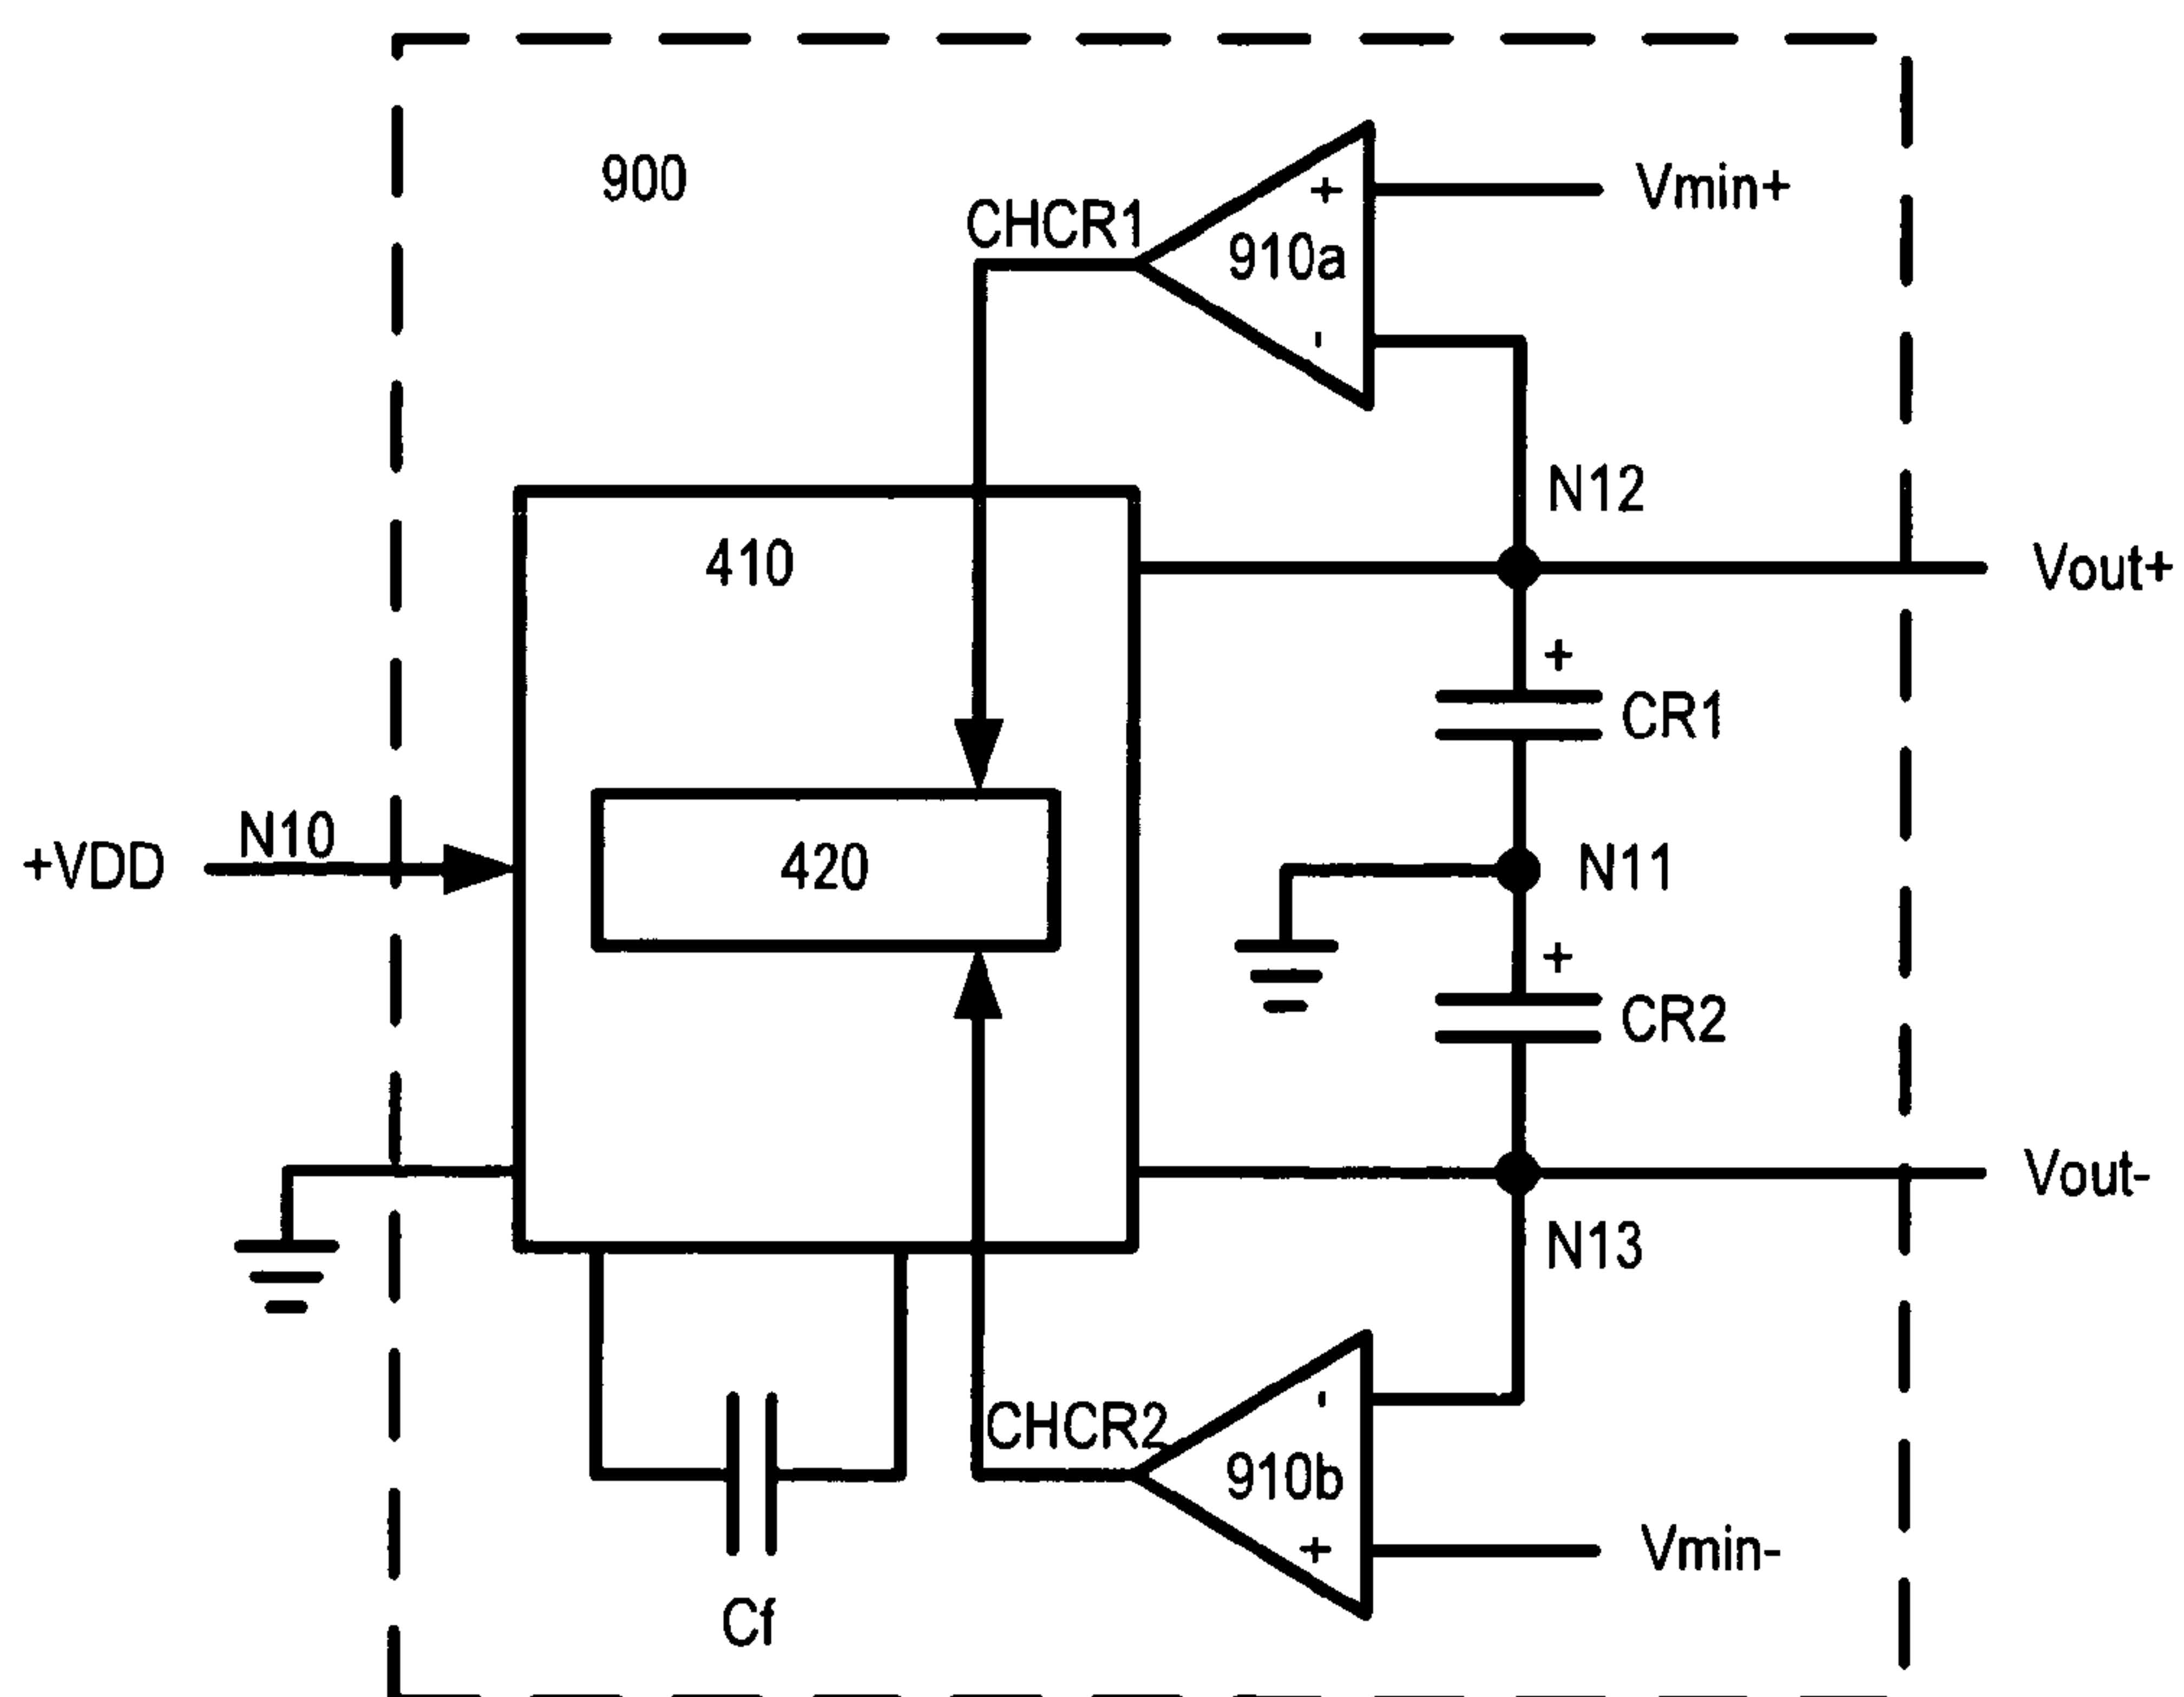 900
Vmin+
CHCR1
+
910a
-
N12
410
Vout+
+
CR1
N10
+VDD
420
N11
+
CR2
Vout-
N13
-
CHCR2
910b
+
Vmin-
Cf